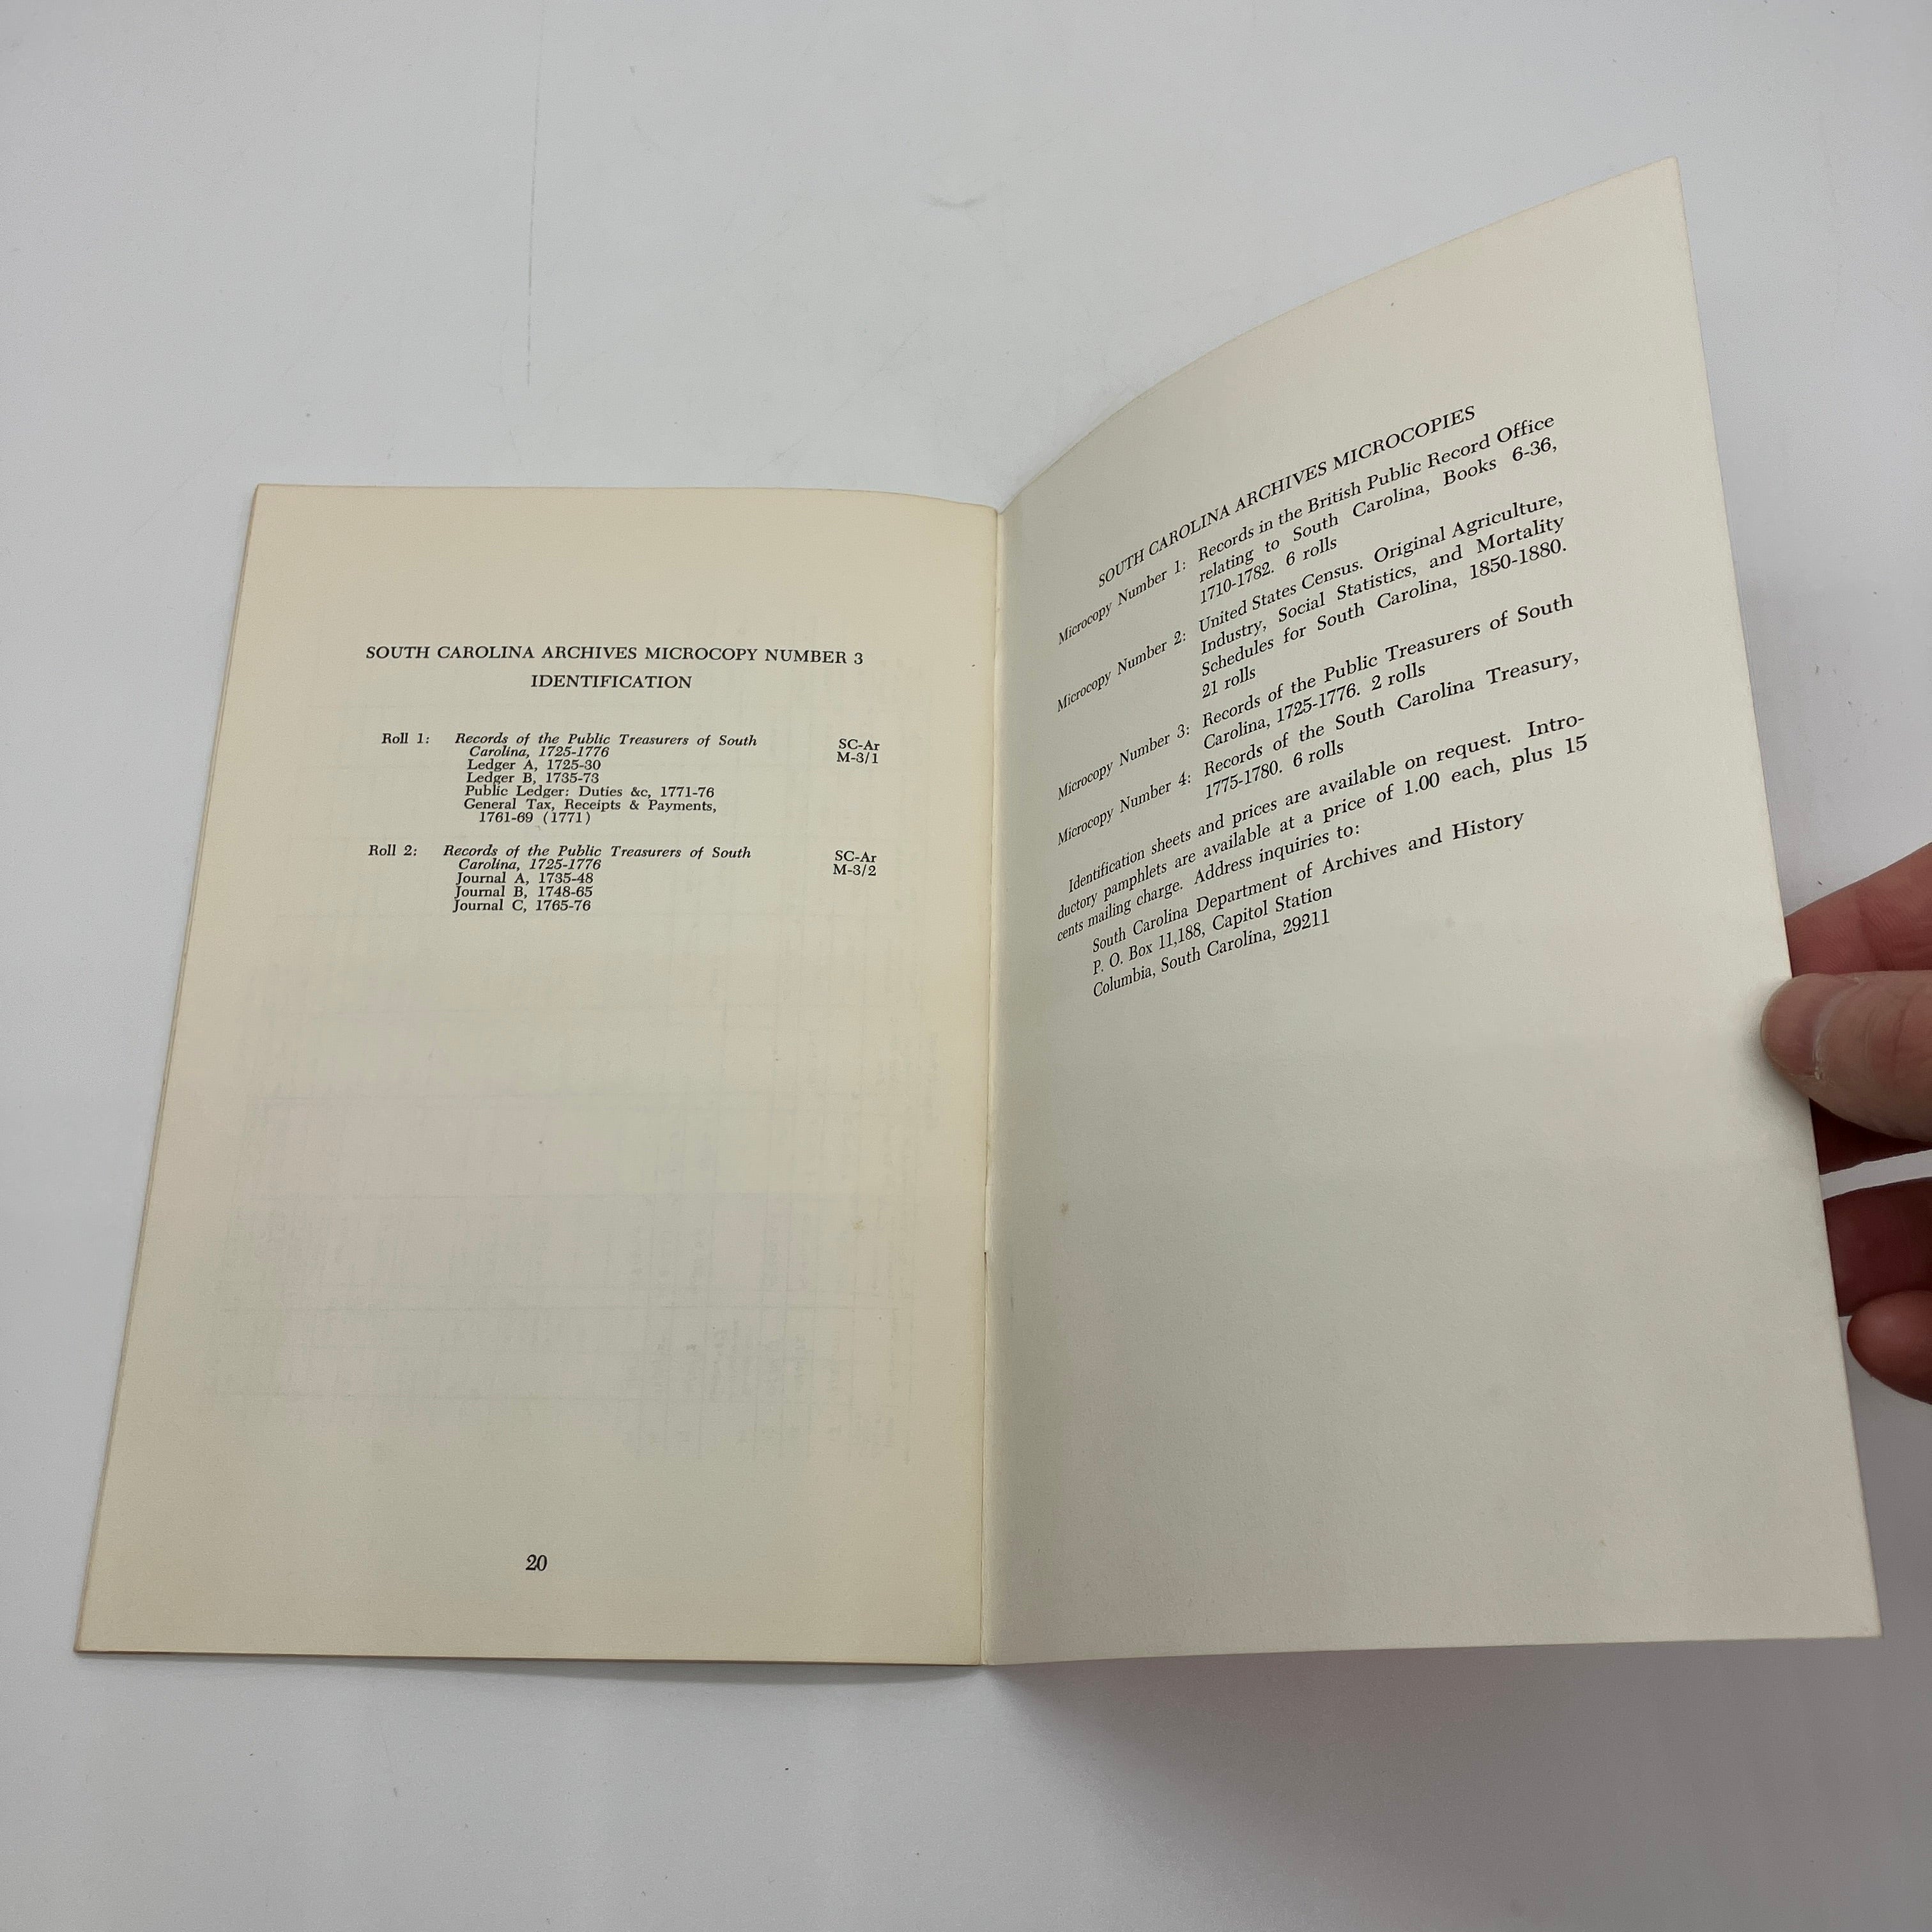 SOUTH CAROLINA ARCHIVES MICROCOPY NUMBER 3
IDENTIFICATION
Roll 1: Records of the Public Treasurers of South SC-Ar
Carolina, 1725-1776 M-3/1
Ledger A, 1725-30
Ledger B, 1735-73
Public Ledger: Duties &c, 1771-76
General Tax, Receipts & Payments,
1761-69 (1771)
Roll 2: Records of the Public Treasurers of South SC-Ar
Carolina, 1725-1776 M-3/2
Journal A, 1735-48
Journal B, 1748-65
Journal C, 1765-76
20
SOUTH CAROLINA ARCHIVES MICROCOPIES
Microcopy Number 1: Records in the British Public Record Office
relating to South Carolina, Books 6-36,
1710-1782. 6 rolls
Microcopy Number 2: United States Census. Original Agriculture,
Industry, Social Statistics, and Mortality
Schedules for South Carolina, 1850-1880.
21 rolls
Microcopy Number 3: Records of the Public Treasurers of South
Carolina, 1725-1776. 2 rolls
Microcopy Number 4: Records of the South Carolina Treasury,
1775-1780. 6 rolls
Identification sheets and prices are available on request. Intro-
ductory pamphlets are available at a price of 1.00 each, plus 15
cents mailing charge. Address inquiries to:
South Carolina Department of Archives and History
P. O. Box 11,188, Capitol Station
Columbia, South Carolina, 29211